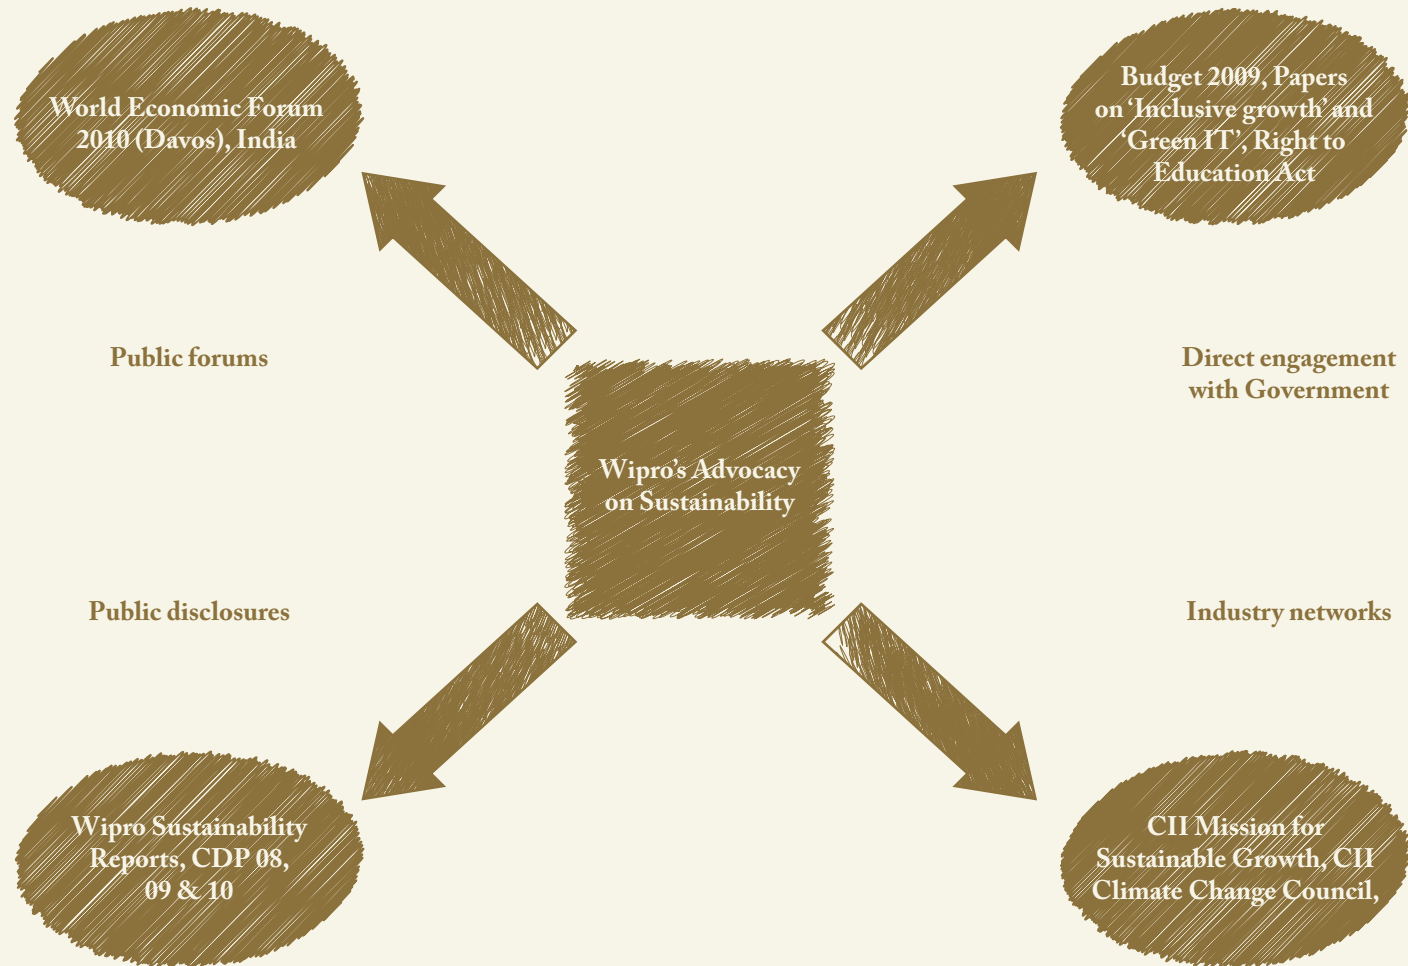 World Economic Forum
2010 (Davos), India
Budget 2009, Papers
on ‘Inclusive growth’ and
‘Green IT’, Right to
Education Act
Public forums
Direct engagement
with Government
Wipro’s Advocacy
on Sustainability
Public disclosures
Industry networks
Wipro Sustainability
Reports, CDP 08,
09 & 10
CII Mission for
Sustainable Growth, CII
Climate Change Council,